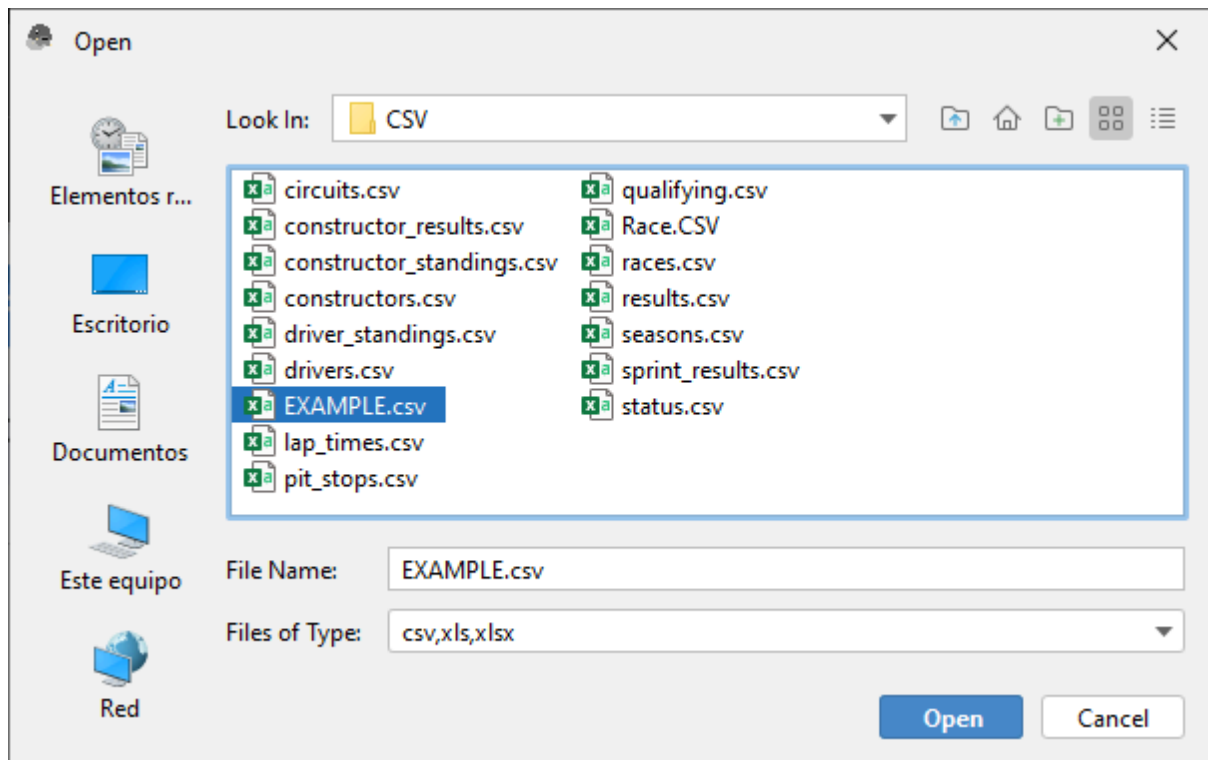 Open
Look In: CSV
Elementos r...
Escritorio
Documentos
Este equipo
Red
circuits.csv
constructor_results.csv
constructor_standings.csv
constructors.csv
driver_standings.csv
drivers.csv
EXAMPLE.csv
lap_times.csv
pit_stops.csv
qualifying.csv
Race.CSV
races.csv
results.csv
seasons.csv
sprint_results.csv
status.csv
File Name: EXAMPLE.csv
Files of Type: csv,xls,xlsx
Open Cancel